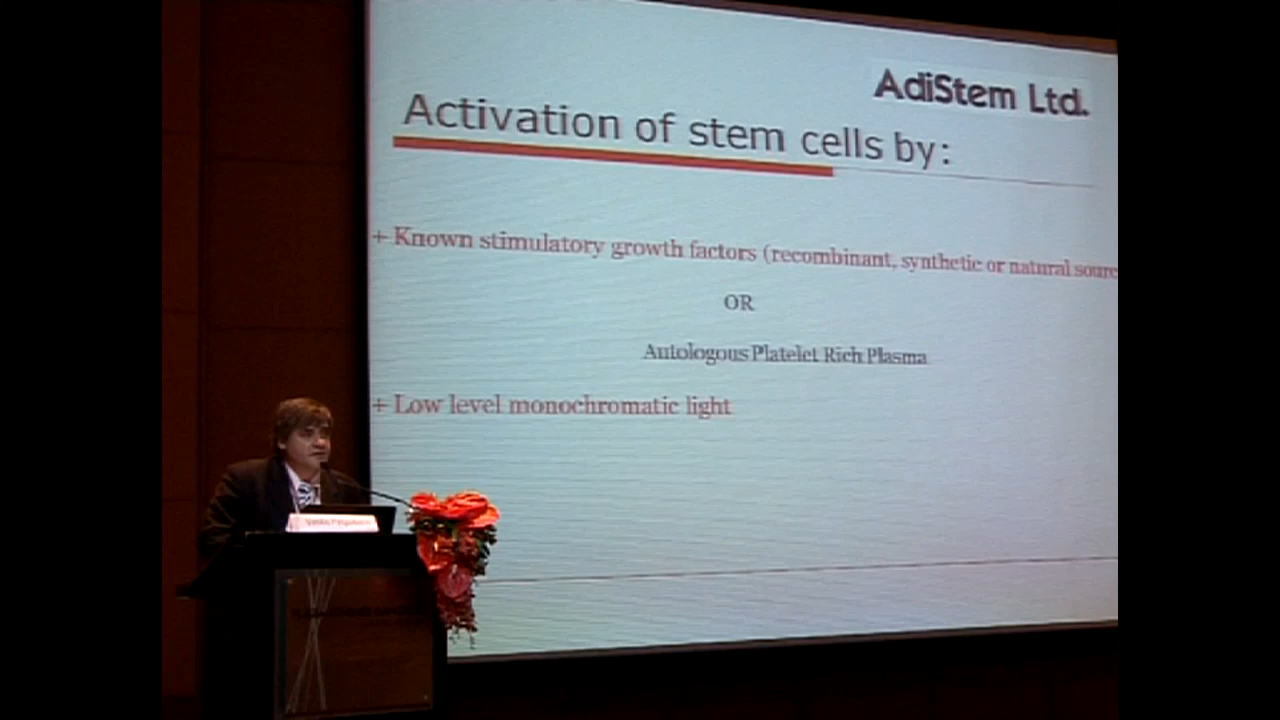 AdiStem Ltd.
Activation of stem cells by:
+ Known stimulatory growth factors (recombinant, synthetic or natural sourc
OR
Autologous Platelet Rich Plasma
+ Low level monochromatic light